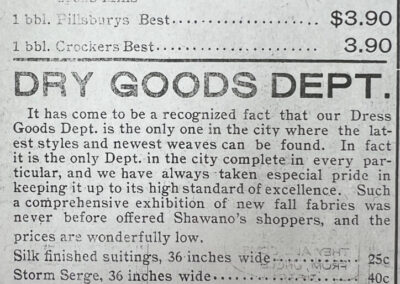 1 bbl. Pillsburys Best.................. $3.90
1 bbl. Crockers Best.................... 3.90
DRY GOODS DEPT.
It has come to be a recognized fact that our Dress
Goods Dept. is the only one in the city where the lat-
est styles and newest weaves can be found. In fact
it is the only Dept. in the city complete in every par-
ticular, and we have always taken especial pride in
keeping it up to its high standard of excellence. Such
a comprehensive exhibition of new fall fabries was
never before offered Shawano's shoppers, and the
prices are wonderfully low.
Silk finished suitings, 36 inches wide............ 25c
Storm Serge, 36 inches wide..................... 40c